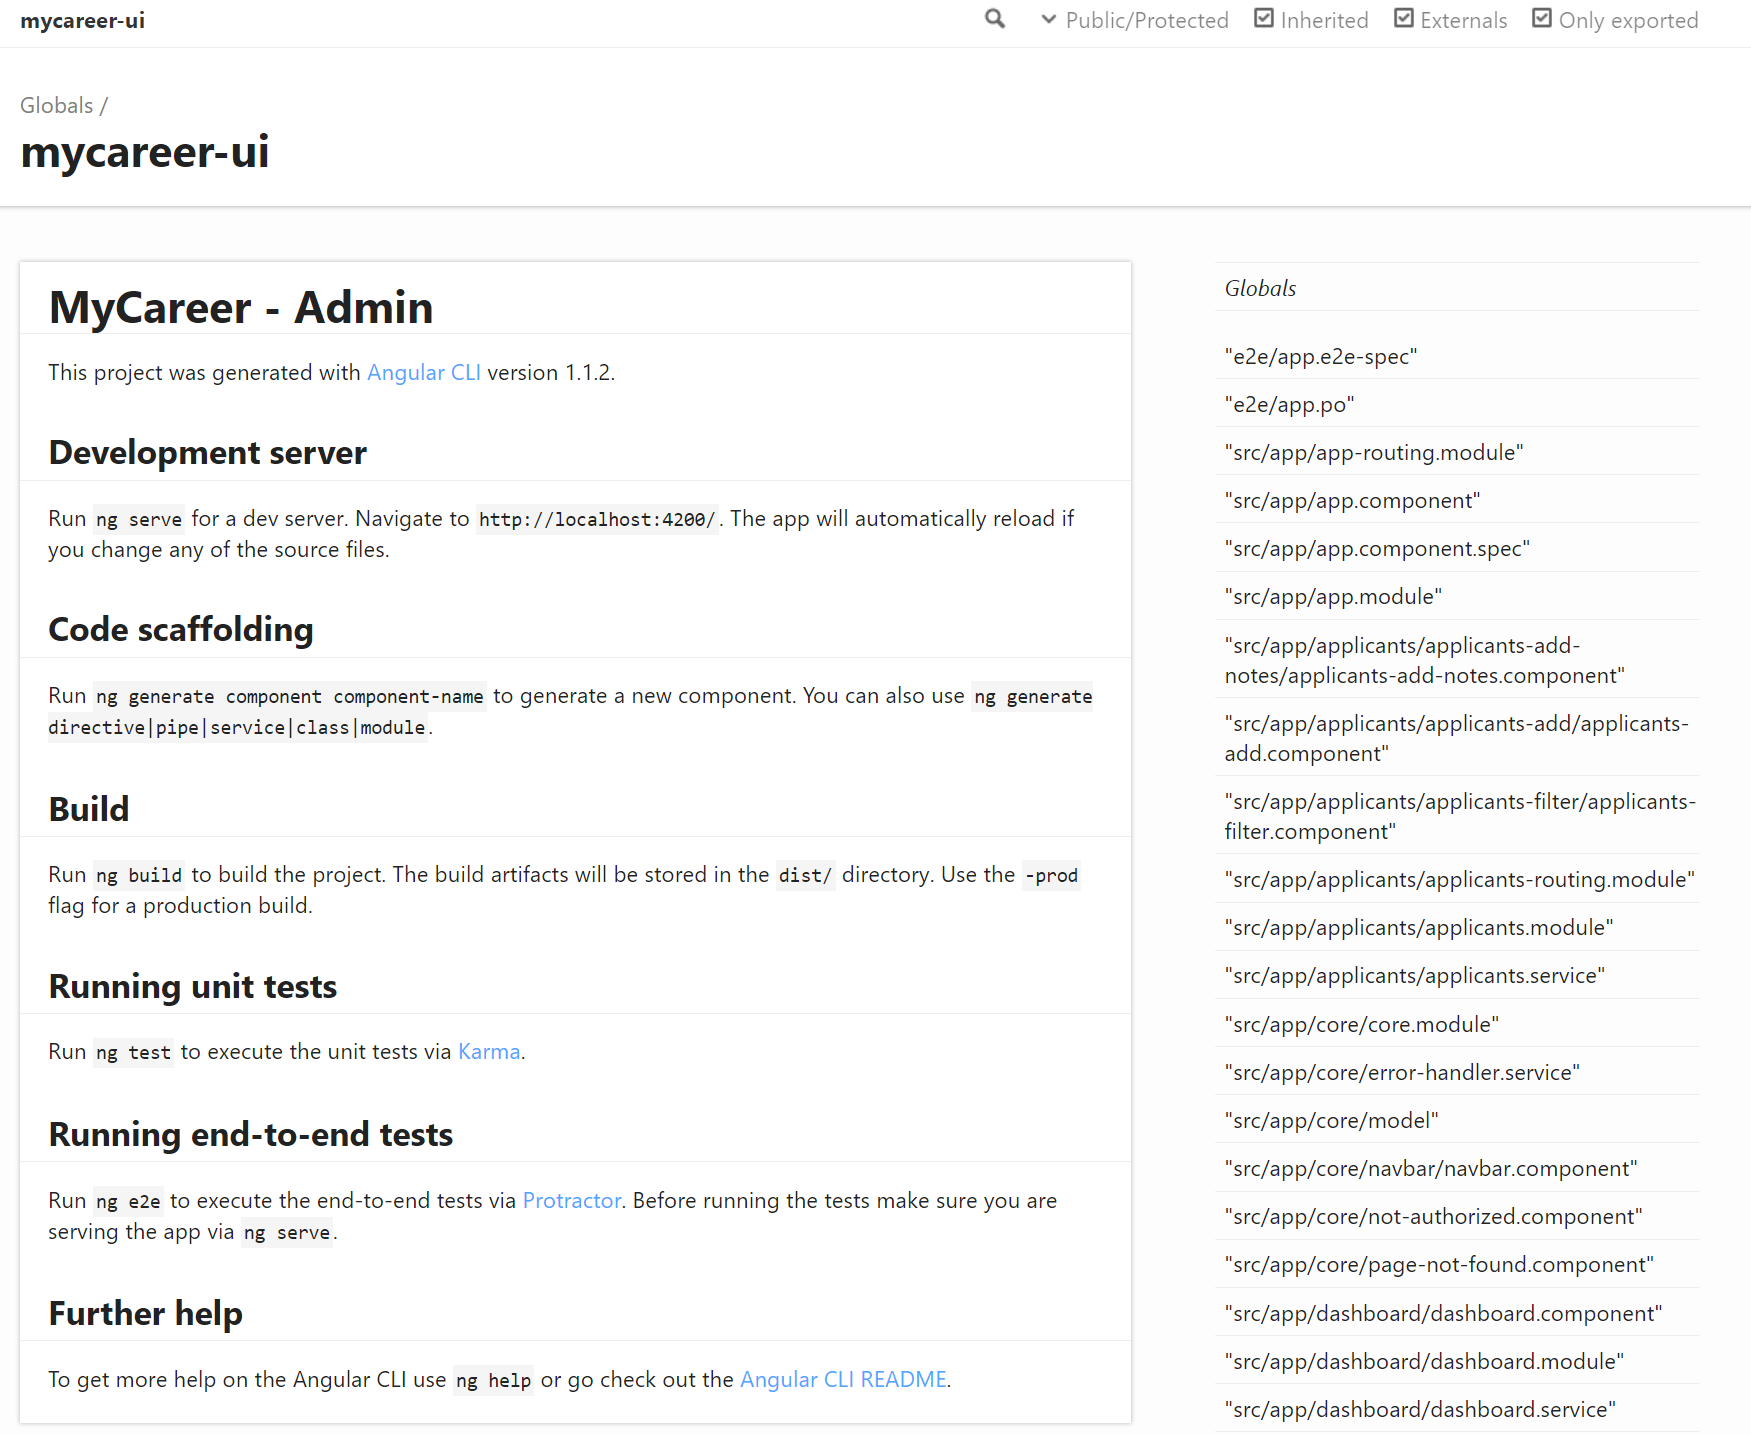 mycareer-ui
Public/Protected
Inherited
Externals
Only exported
Globals /
mycareer-ui
MyCareer - Admin
This project was generated with Angular CLI version 1.1.2.
Development server
Run ng serve for a dev server. Navigate to http://localhost:4200/. The app will automatically reload if
you change any of the source files.
Code scaffolding
Run ng generate component component-name to generate a new component. You can also use ng generate
directive|pipe|service|class|module.
Build
Run ng build to build the project. The build artifacts will be stored in the dist/ directory. Use the -prod
flag for a production build.
Running unit tests
Run ng test to execute the unit tests via Karma.
Running end-to-end tests
Run ng e2e to execute the end-to-end tests via Protractor. Before running the tests make sure you are
serving the app via ng serve.
Further help
To get more help on the Angular CLI use ng help or go check out the Angular CLI README.
Globals
"e2e/app.e2e-spec"
"e2e/app.po"
"src/app/app-routing.module"
"src/app/app.component"
"src/app/app.component.spec"
"src/app/app.module"
"src/app/applicants/applicants-add-
notes/applicants-add-notes.component"
"src/app/applicants/applicants-add/applicants-
add.component"
"src/app/applicants/applicants-filter/applicants-
filter.component"
"src/app/applicants/applicants-routing.module"
"src/app/applicants/applicants.module"
"src/app/applicants/applicants.service"
"src/app/core/core.module"
"src/app/core/error-handler.service"
"src/app/core/model"
"src/app/core/navbar/navbar.component"
"src/app/core/not-authorized.component"
"src/app/core/page-not-found.component"
"src/app/dashboard/dashboard.component"
"src/app/dashboard/dashboard.module"
"src/app/dashboard/dashboard.service"